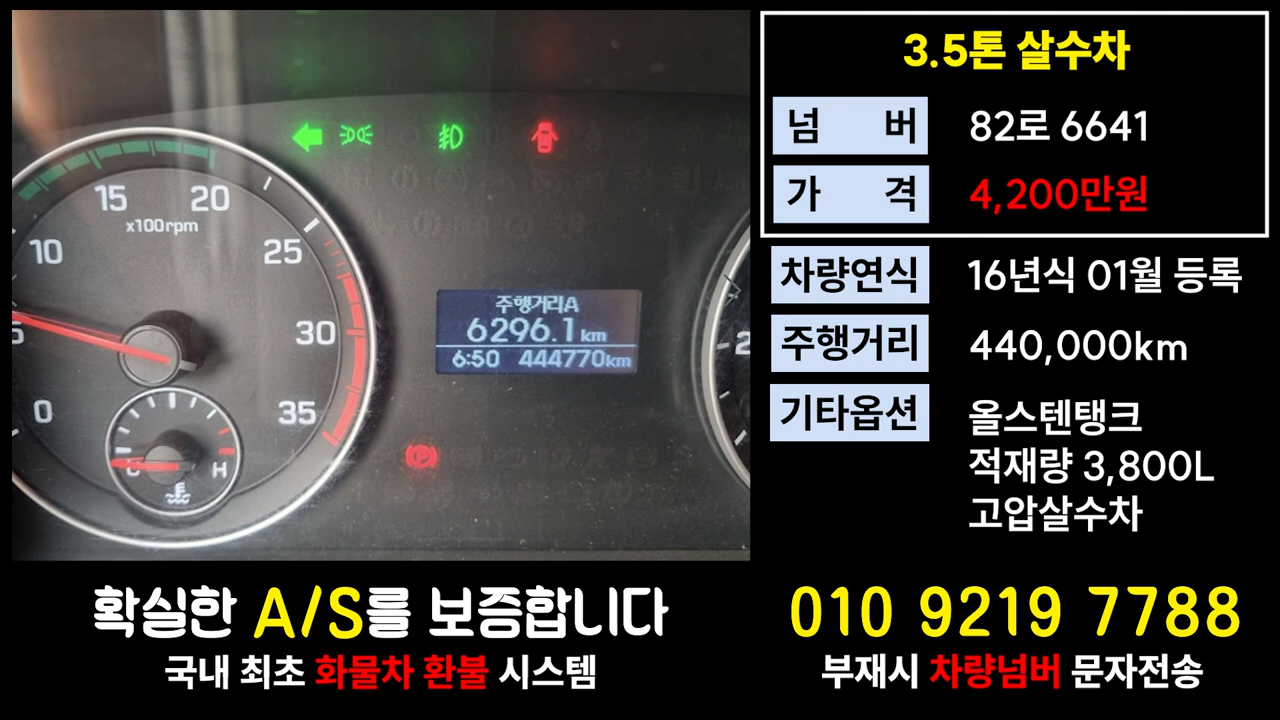 15 20
x100rpm
10 25
5 30
0 35
C H
주행거리A
6296.1 km
6:50 444770km
2
3.5톤 살수차
넘 버 82로 6641
가 격 4,200만원
차량연식 16년식 01월 등록
주행거리 440,000km
기타옵션 올스텐탱크
적재량 3,800L
고압살수차
확실한 A/S를 보증합니다
국내 최초 화물차 환불 시스템
010 9219 7788
부재시 차량넘버 문자전송